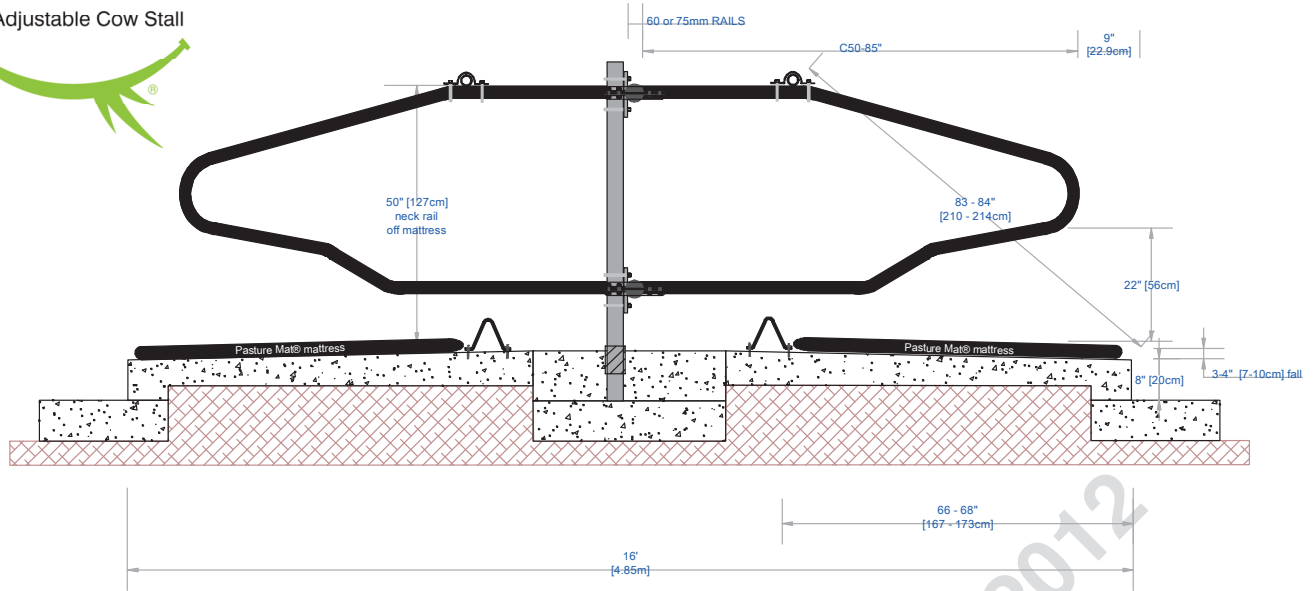 Adjustable Cow Stall
®
60 or 75mm RAILS
C50-85"
9"
[22.9cm]
50" [127cm]
neck rail
off mattress
83 - 84"
[210 - 214cm]
22" [56cm]
Pasture Mat® mattress
Pasture Mat® mattress
3-4" [7-10cm] fall
8" [20cm]
66 - 68"
[167 - 173cm]
16'
[4.85m]
2012